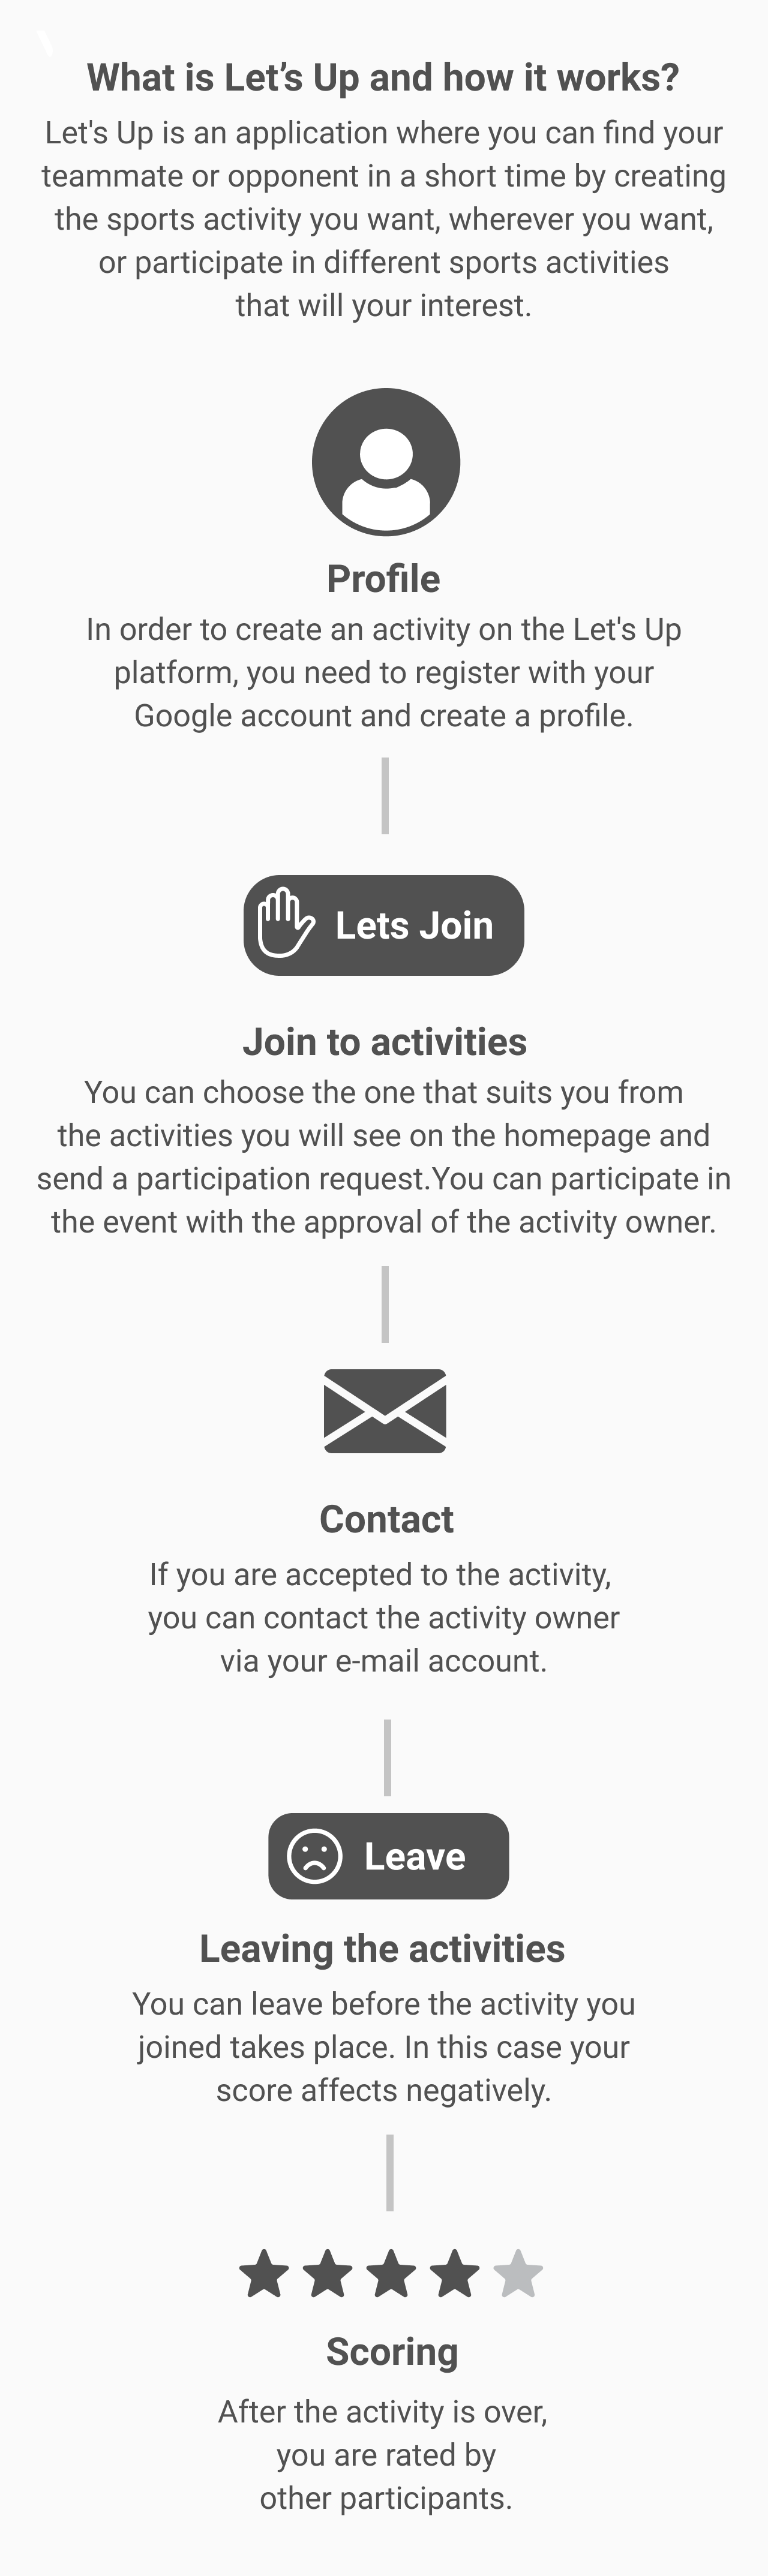 What is Let’s Up and how it works?
Let's Up is an application where you can find your
teammate or opponent in a short time by creating
the sports activity you want, wherever you want,
or participate in different sports activities
that will your interest.
Profile
In order to create an activity on the Let's Up
platform, you need to register with your
Google account and create a profile.
Lets Join
Join to activities
You can choose the one that suits you from
the activities you will see on the homepage and
send a participation request.You can participate in
the event with the approval of the activity owner.
Contact
If you are accepted to the activity,
you can contact the activity owner
via your e-mail account.
Leave
Leaving the activities
You can leave before the activity you
joined takes place. In this case your
score affects negatively.
Scoring
After the activity is over,
you are rated by
other participants.